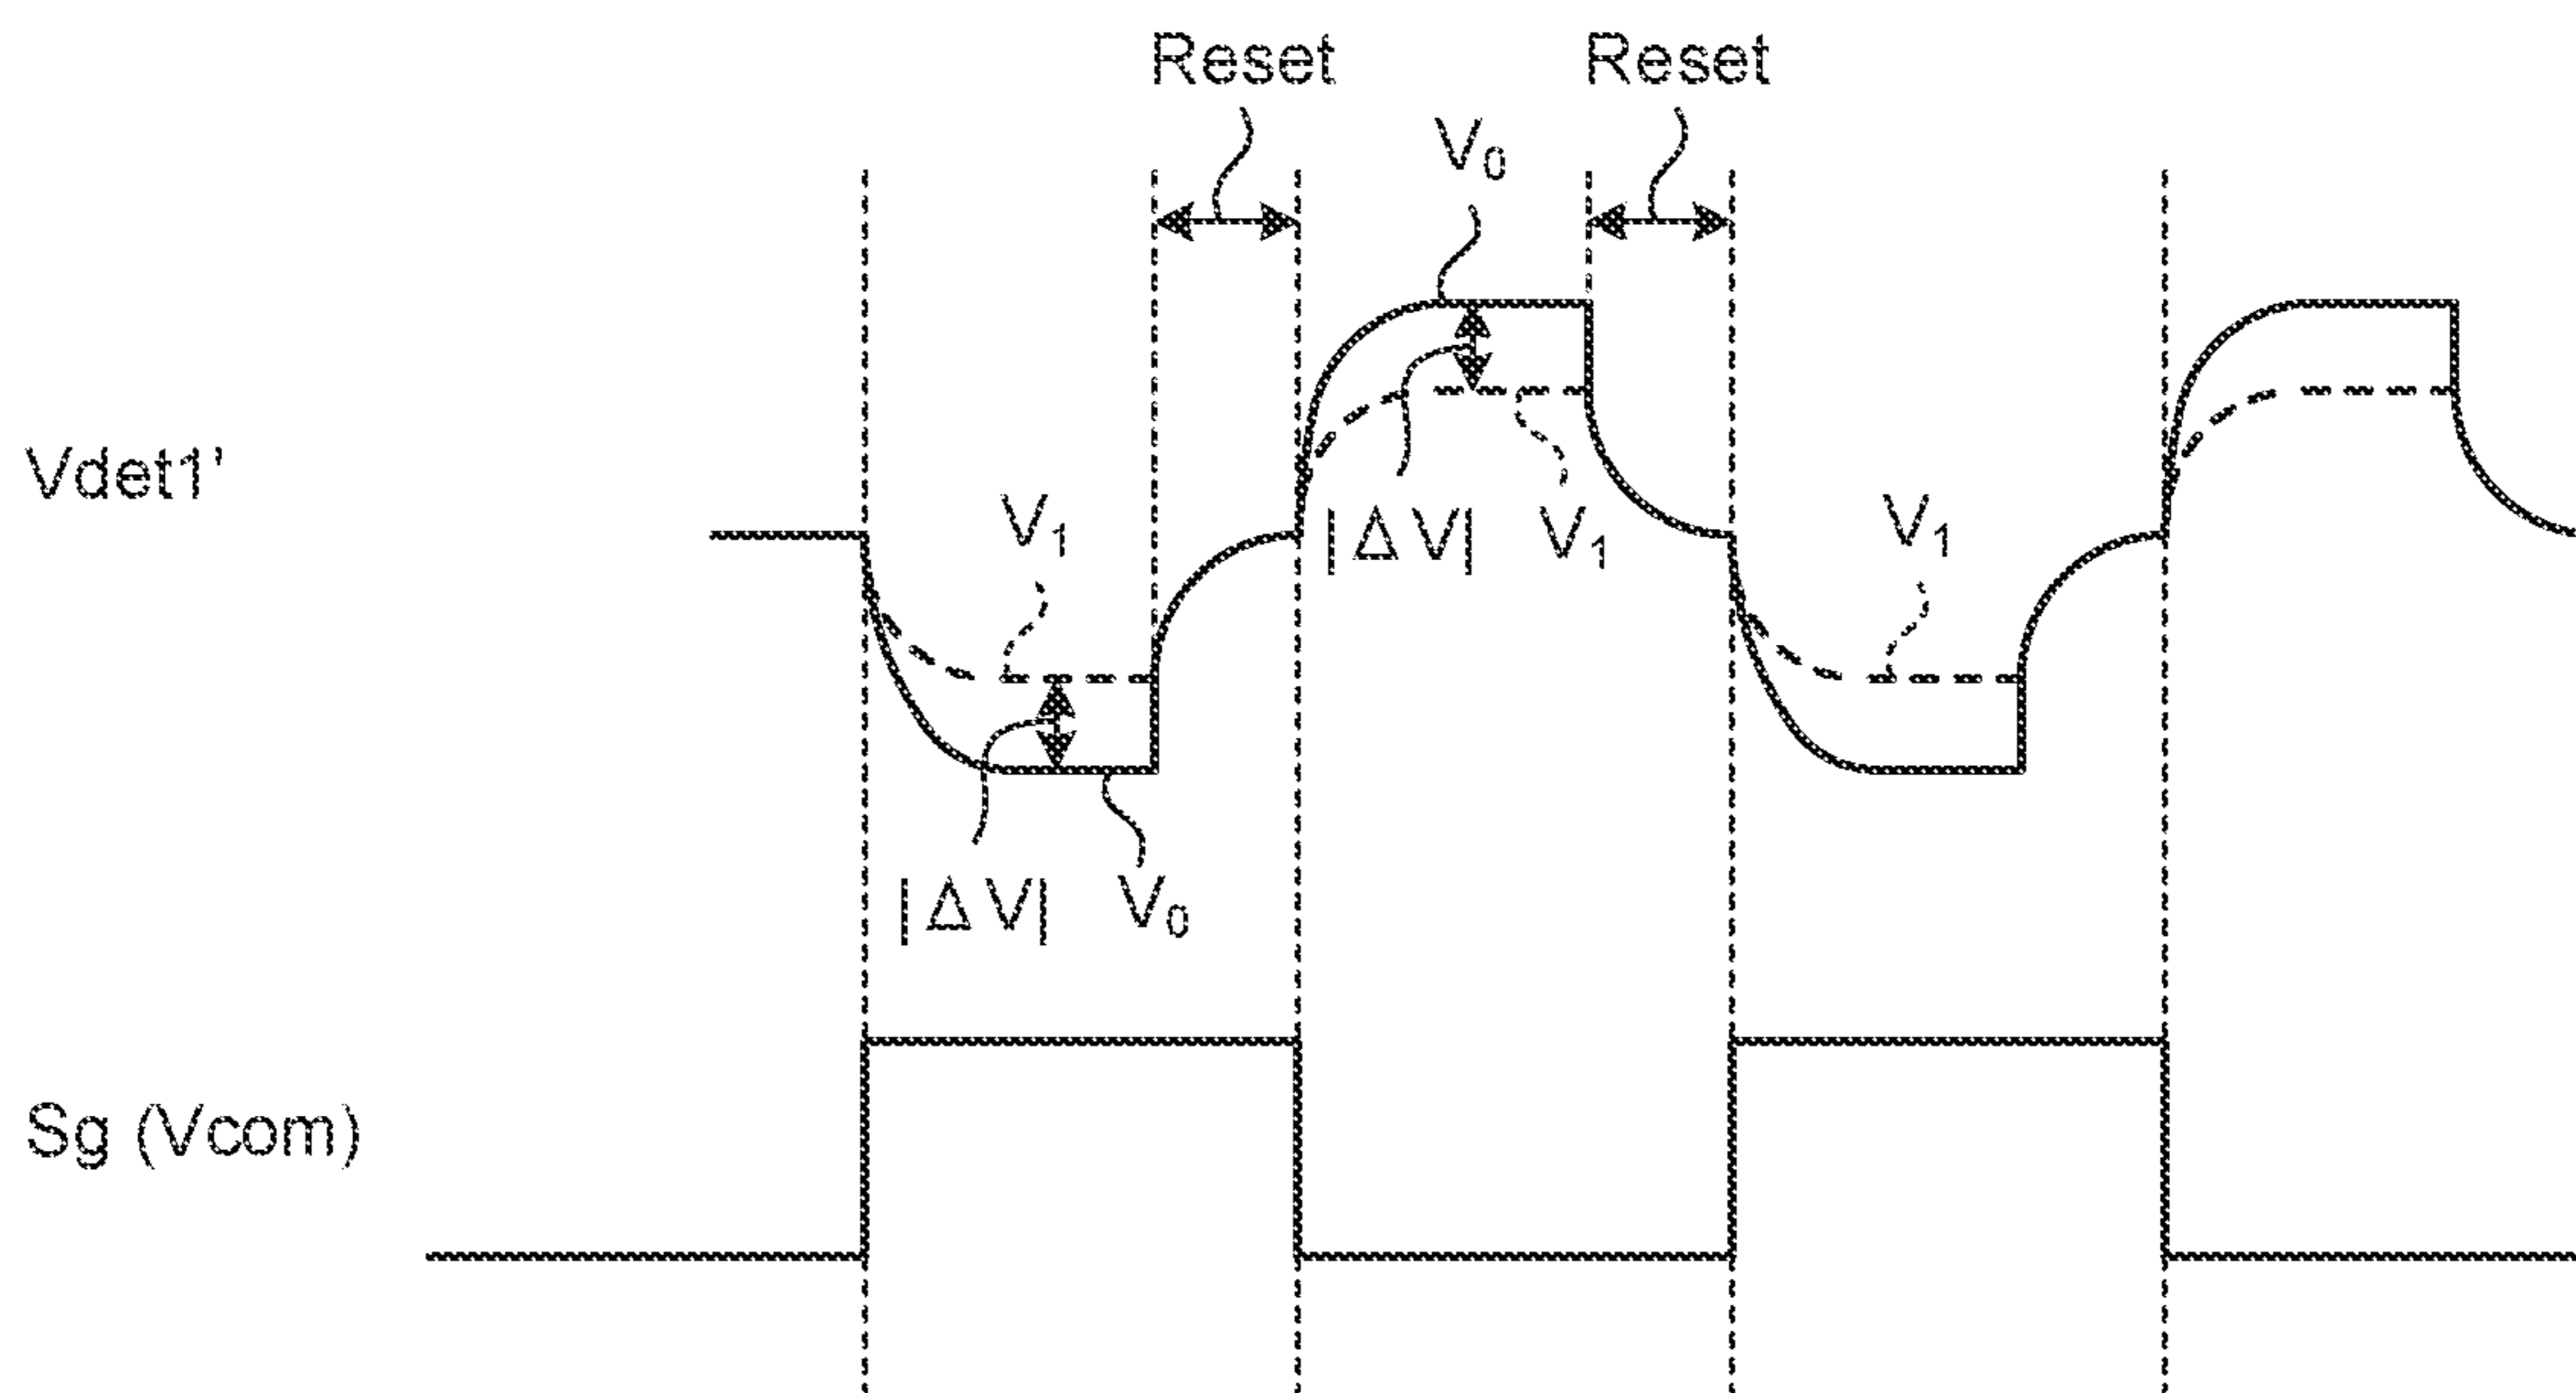 Reset Reset
V₀
Vdet1'
V₁ |ΔV| V₁ V₁
|ΔV| V₀
Sg (Vcom)